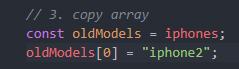 // 3. copy array
const oldModels = iphones;
oldModels[0] = "iphone2";